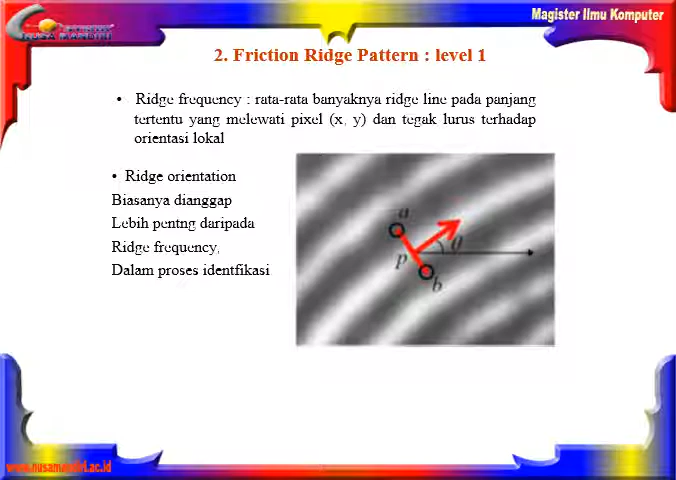 Magister Ilmu Komputer
NUSA MANDIRI
2. Friction Ridge Pattern : level 1
• Ridge frequency : rata-rata banyaknya ridge line pada panjang
tertentu yang melewati pixel (x, y) dan tegak lurus terhadap
orientasi lokal
• Ridge orientation
Biasanya dianggap
Lebih pentng daripada
Ridge frequency,
Dalam proses identfikasi
a
θ
p
b
www.nusamandiri.ac.id